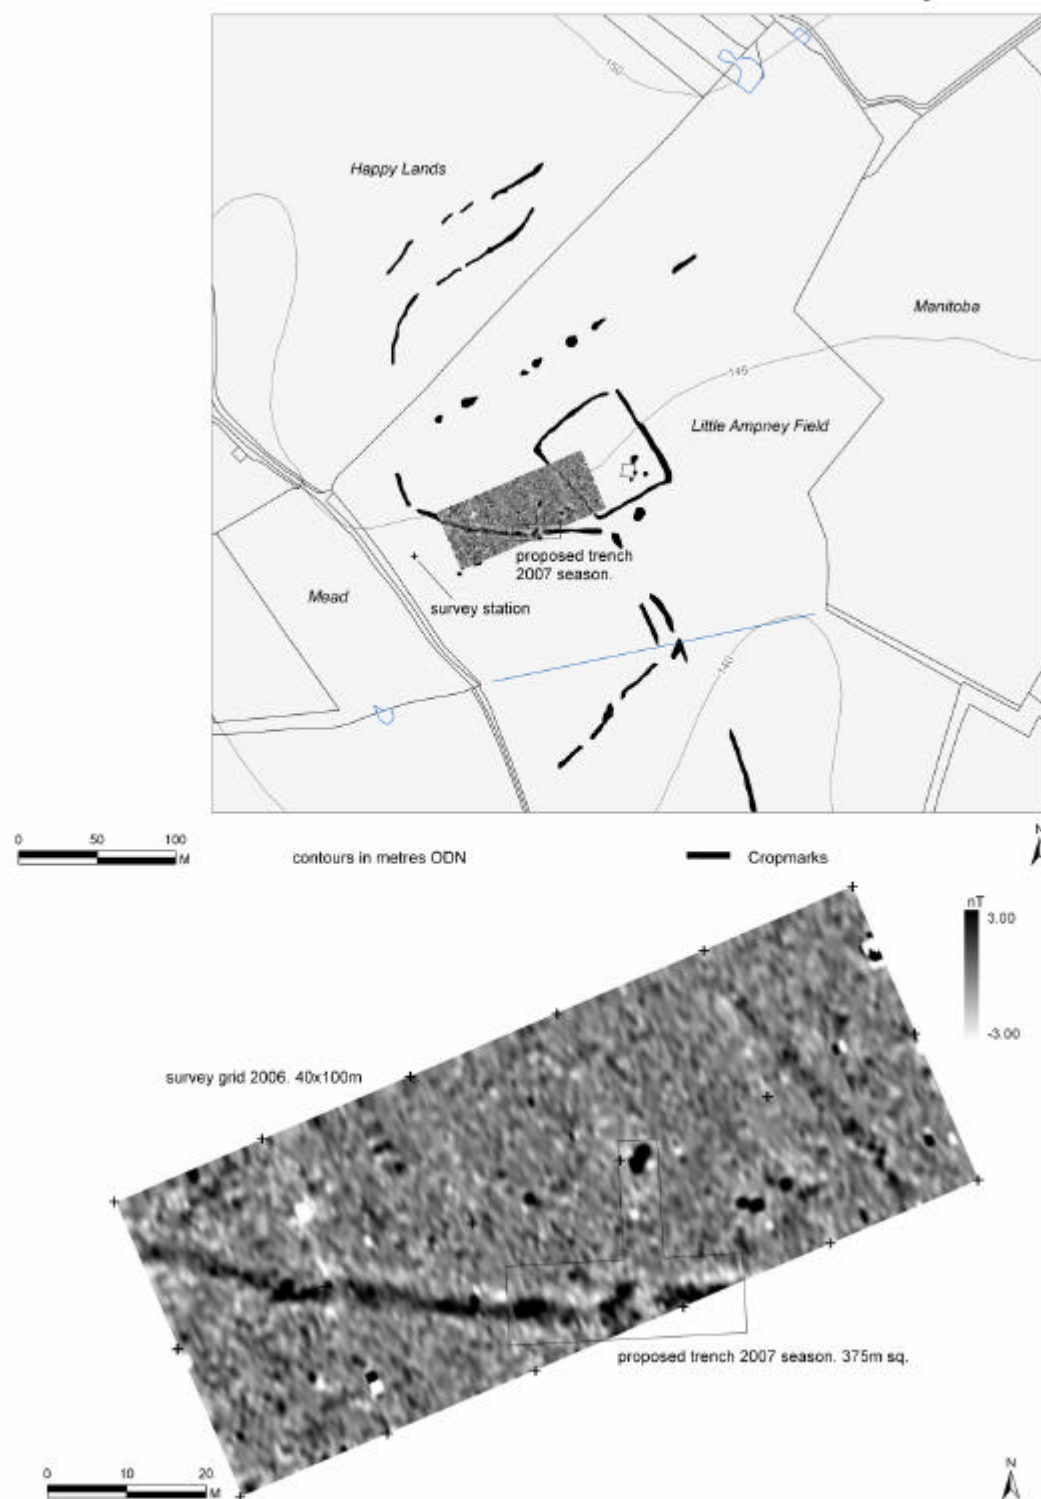 150
Happy Lands
Manitoba
145
Little Ampney Field
proposed trench
2007 season.
Mead
survey station
140
0 50 100
M
contours in metres ODN
Cropmarks
N
nT
3.00
-3.00
survey grid 2006. 40x100m
proposed trench 2007 season. 375m sq.
0 10 20
M
N